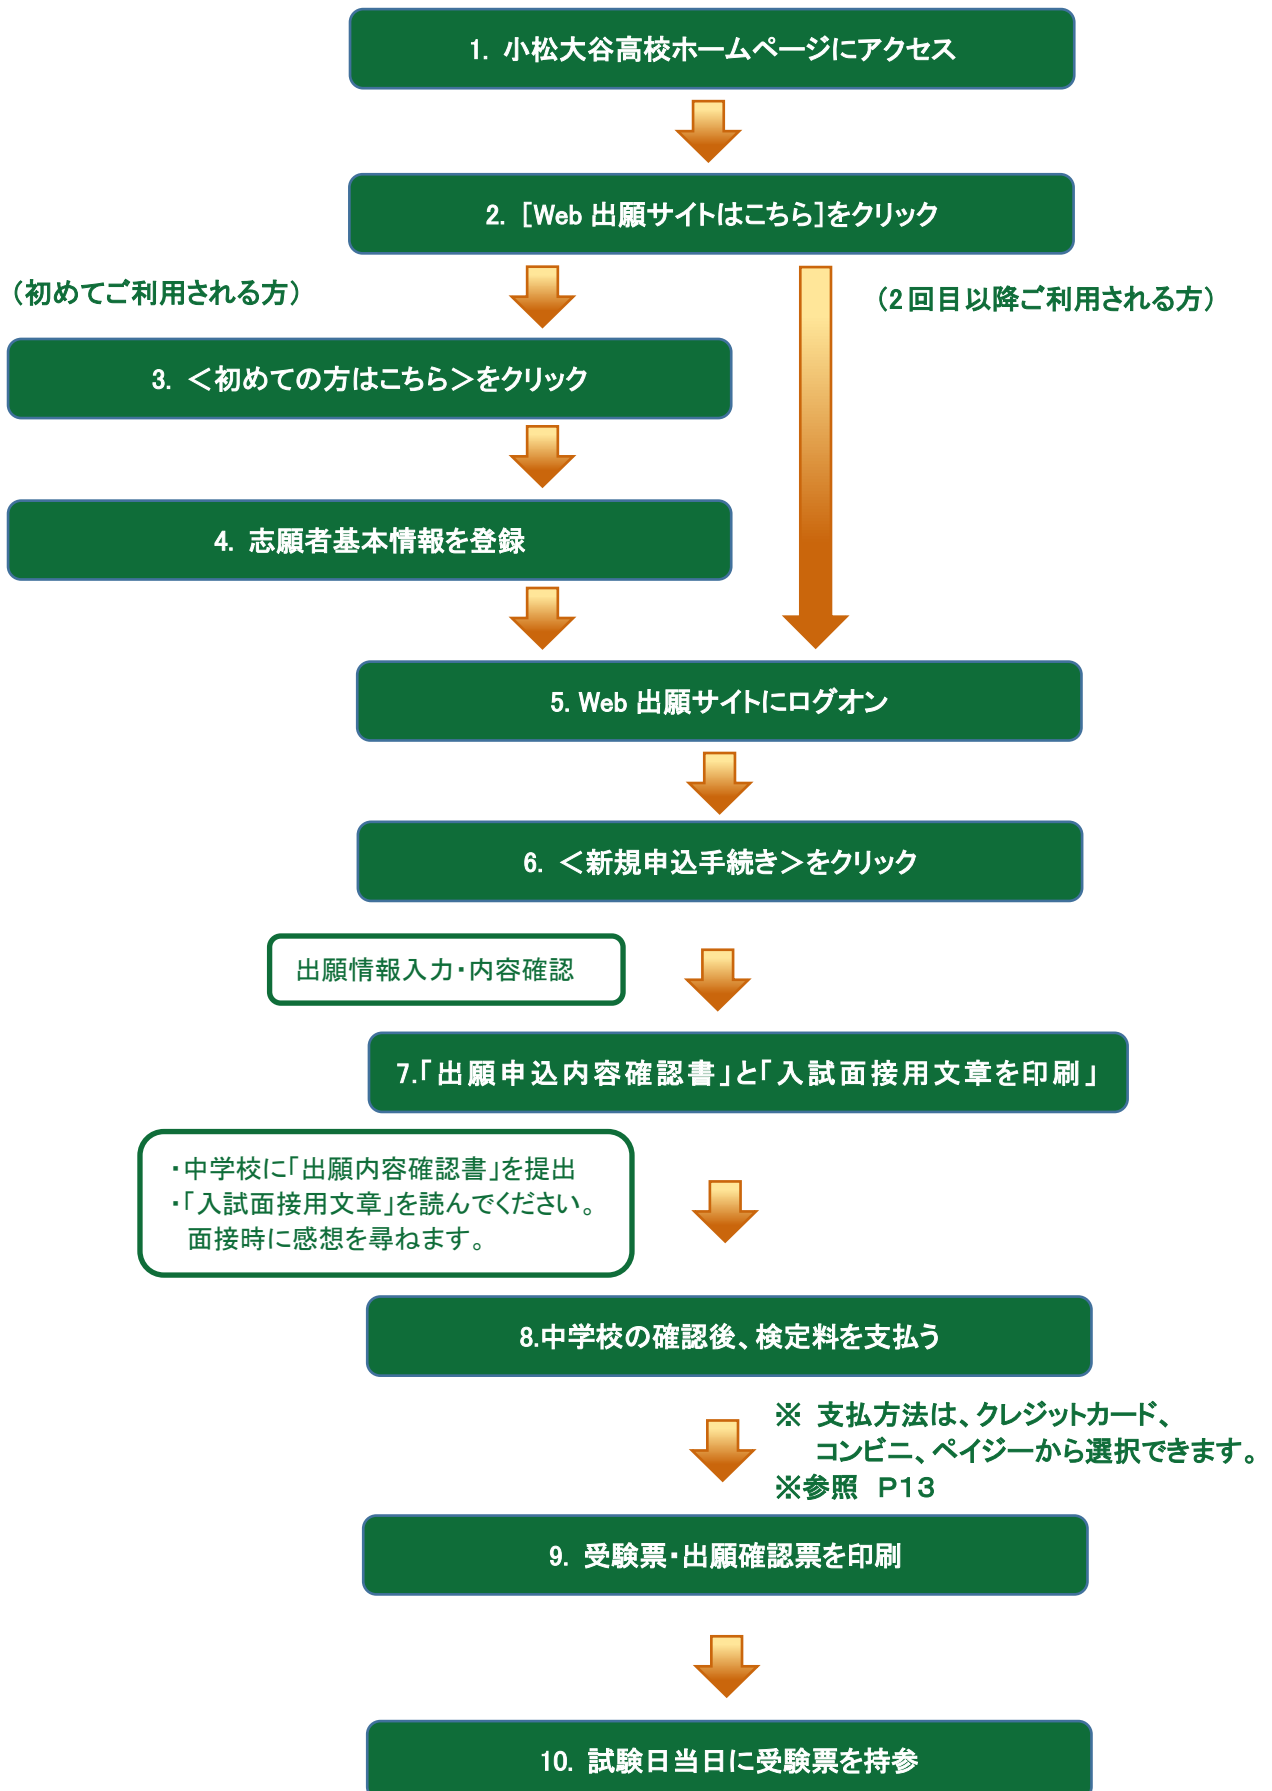 1. 小松大谷高校ホームページにアクセス
2. [Web 出願サイトはこちら]をクリック
（初めてご利用される方）
（2回目以降ご利用される方）
3. ＜初めての方はこちら＞をクリック
4. 志願者基本情報を登録
5. Web 出願サイトにログオン
6. ＜新規申込手続き＞をクリック
出願情報入力・内容確認
7.「出願申込内容確認書」と「入試面接用文章を印刷」
・中学校に「出願内容確認書」を提出
・「入試面接用文章」を読んでください。
面接時に感想を尋ねます。
8.中学校の確認後、検定料を支払う
※ 支払方法は、クレジットカード、
コンビニ、ペイジーから選択できます。
※参照 P13
9. 受験票・出願確認票を印刷
10. 試験日当日に受験票を持参